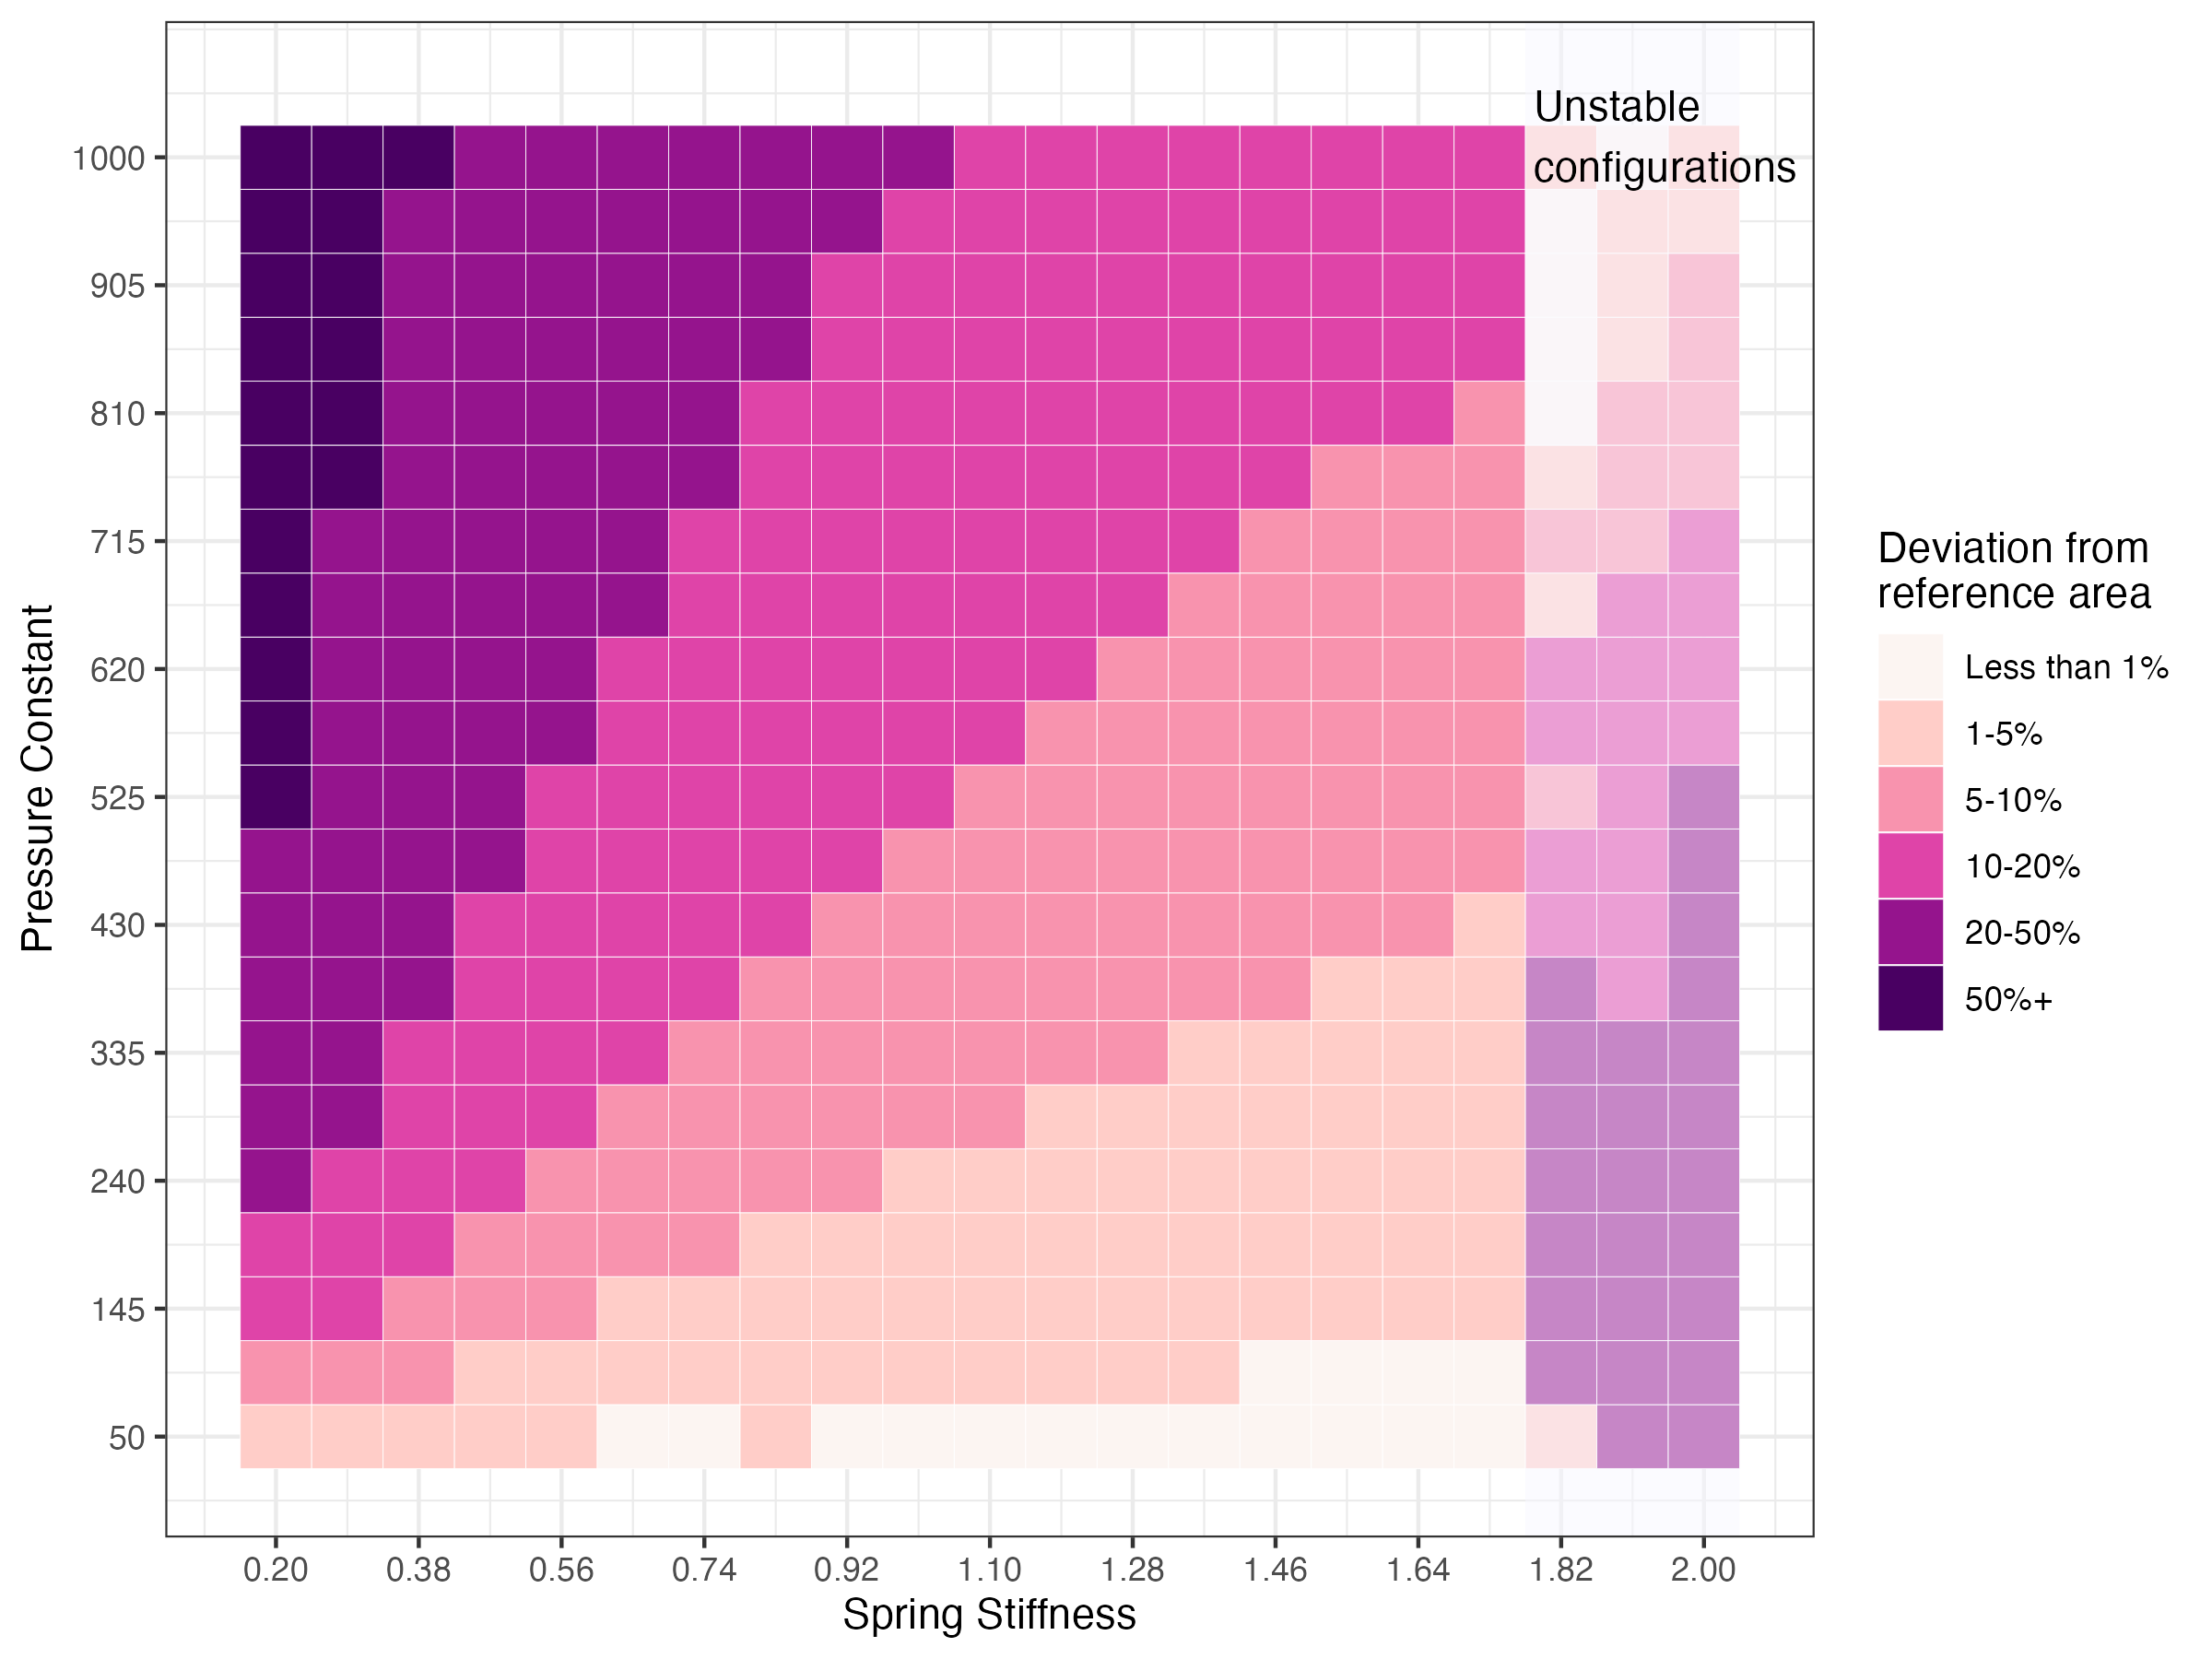 Unstable
configurations
1000
905
810
715
620
525
430
335
240
145
50
Pressure Constant
0.20 0.38 0.56 0.74 0.92 1.10 1.28 1.46 1.64 1.82 2.00
Spring Stiffness
Deviation from
reference area
Less than 1%
1-5%
5-10%
10-20%
20-50%
50%+